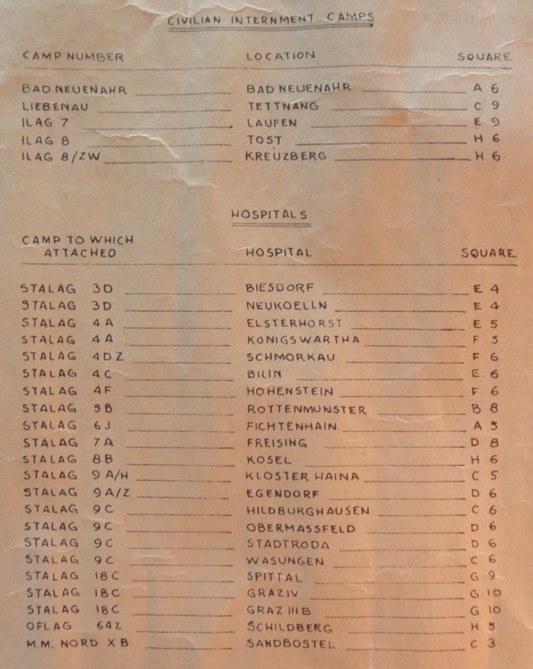 CIVILIAN INTERNMENT CAMPS
CAMP NUMBER LOCATION SQUARE
BAD NEUENAHR BAD NEUENAHR A 6
LIEBENAU TETTNANG C 9
ILAG 7 LAUFEN E 9
ILAG 8 TOST H 6
ILAG 8/ZW KREUZBERG H 6
HOSPITALS
CAMP TO WHICH
ATTACHED HOSPITAL SQUARE
STALAG 3D BIESDORF E 4
STALAG 3D NEUKOELLN E 4
STALAG 4A ELSTERHORST E 5
STALAG 4A KONIGSWARTHA F 5
STALAG 4DZ SCHMORKAU F 6
STALAG 4C BILIN E 6
STALAG 4F HOHENSTEIN F 6
STALAG 5B ROTTENMUNSTER B 8
STALAG 6J FICHTENHAIN A 5
STALAG 7A FREISING D 8
STALAG 8B KOSEL H 6
STALAG 9A/H KLOSTER HAINA C 5
STALAG 9A/Z EGENDORF D 6
STALAG 9C HILDBURGHAUSEN C 6
STALAG 9C OBERMASSFELD D 6
STALAG 9C STADTRODA D 6
STALAG 9C WASUNGEN C 6
STALAG 18C SPITTAL G 9
STALAG 18C GRAZ IV G 10
STALAG 18C GRAZ III B G 10
OFLAG 64Z SCHILDBERG H 5
M.M. NORD XB SANDBOSTEL C 3